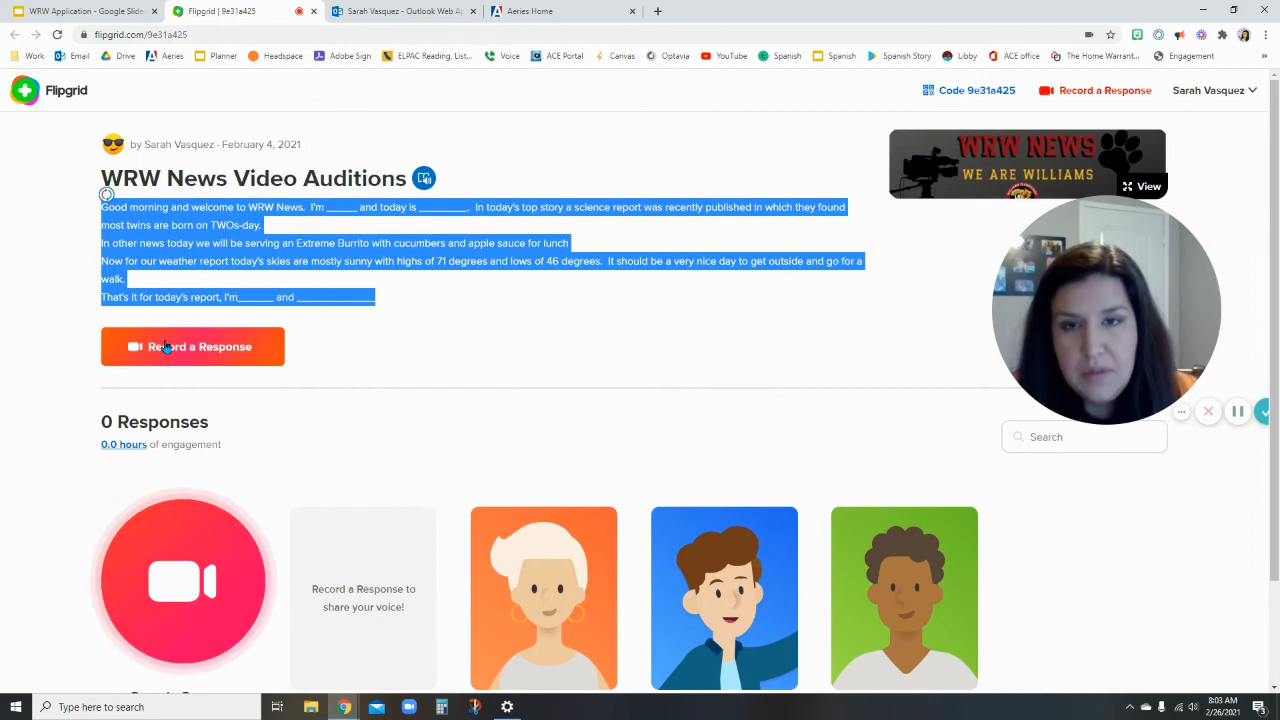 WRW Application - Google Slide
Flipgrid | 9e31a425
Sarah Vasquez - Outlook Web Ap
Aeries Home
flipgrid.com/9e31a425
Work
Email
Drive
Aeries
Planner
Headspace
Adobe Sign
ELPAC Recording:...
Voice
ACE Portal
Canvas
Optavia
YouTube
Spanish
Spanish
Spanish Story
Libby
ACE office
The Home Warrant...
Engagement
Flipgrid
Code 9e31a425
Record a Response
Sarah Vasquez
by Sarah Vasquez · February 4, 2021
WRW NEWS
WE ARE WILLIAMS
View
WRW News Video Auditions
Good morning and welcome to WRW News. I'm ______ and today is _________. In today's top story a science report was recently published in which they found
most twins are born on TWOs-day.
In other news today we will be serving an Extreme Burrito with cucumbers and apple sauce for lunch
Now for our weather report today's skies are mostly sunny with highs of 71 degrees and lows of 46 degrees. It should be a very nice day to get outside and go for a
walk.
That's it for today's report, I'm_______ and _______________
Record a Response
0 Responses
0.0 hours of engagement
Search
Record a Response to
share your voice!
Type here to search
8:03 AM
2/26/2021